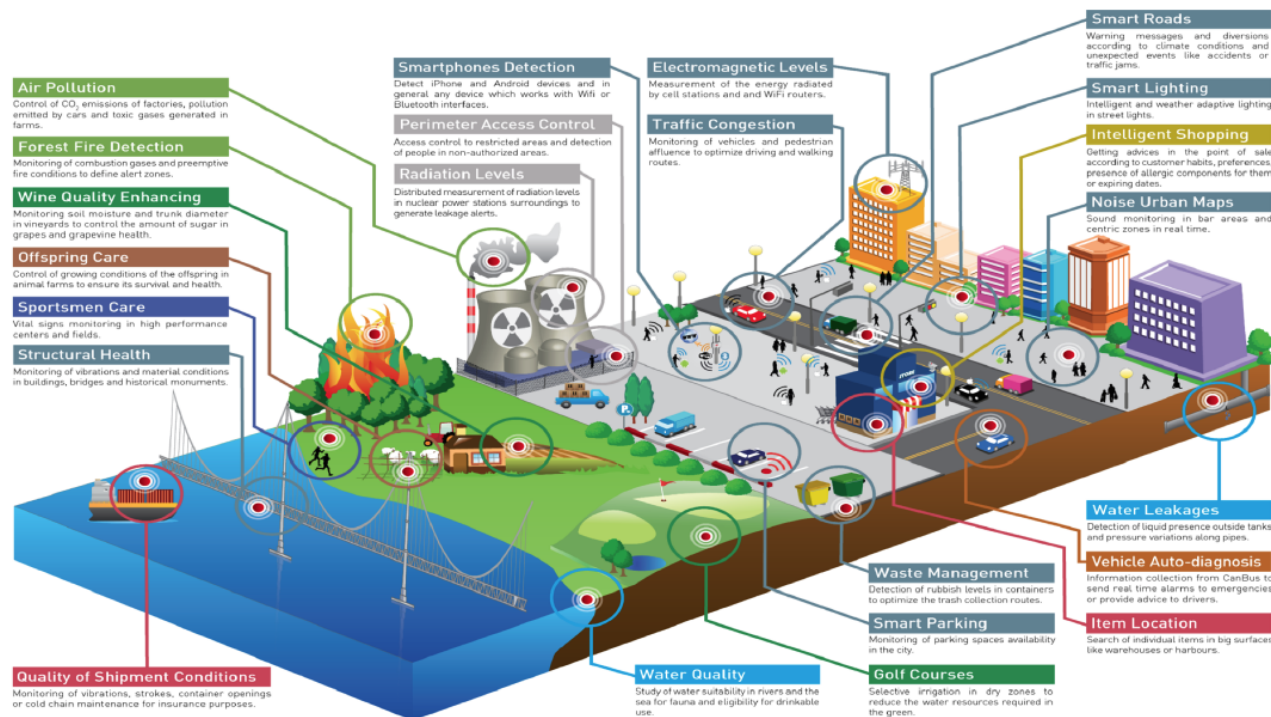 Air Pollution
Control of CO₂ emissions of factories, pollution
emitted by cars and toxic gases generated in
farms.
Forest Fire Detection
Monitoring of combustion gases and preemptive
fire conditions to define alert zones.
Wine Quality Enhancing
Monitoring soil moisture and trunk diameter
in vineyards to control the amount of sugar in
grapes and grapevine health.
Offspring Care
Control of growing conditions of the offspring in
animal farms to ensure its survival and health.
Sportsmen Care
Vital signs monitoring in high performance
centers and fields.
Structural Health
Monitoring of vibrations and material conditions
in buildings, bridges and historical monuments.
Quality of Shipment Conditions
Monitoring of vibrations, strokes, container openings
or cold chain maintenance for insurance purposes.
Smartphones Detection
Detect iPhone and Android devices and in
general any device which works with Wifi or
Bluetooth interfaces.
Perimeter Access Control
Access control to restricted areas and detection
of people in non-authorized areas.
Radiation Levels
Distributed measurement of radiation levels
in nuclear power stations surroundings to
generate leakage alerts.
Electromagnetic Levels
Measurement of the energy radiated
by cell stations and and WiFi routers.
Traffic Congestion
Monitoring of vehicles and pedestrian
affluence to optimize driving and walking
routes.
Smart Roads
Warning messages and diversions
according to climate conditions and
unexpected events like accidents or
traffic jams.
Smart Lighting
Intelligent and weather adaptive lighting
in street lights.
Intelligent Shopping
Getting advices in the point of sale
according to customer habits, preferences,
presence of allergic components for them
or expiring dates.
Noise Urban Maps
Sound monitoring in bar areas and
centric zones in real time.
P
Water Leakages
Detection of liquid presence outside tanks
and pressure variations along pipes.
Vehicle Auto-diagnosis
Information collection from CanBus to
send real time alarms to emergencies
or provide advice to drivers.
Item Location
Search of individual items in big surfaces
like warehouses or harbours.
Waste Management
Detection of rubbish levels in containers
to optimize the trash collection routes.
Smart Parking
Monitoring of parking spaces availability
in the city.
Golf Courses
Selective irrigation in dry zones to
reduce the water resources required in
the green.
Water Quality
Study of water suitability in rivers and the
sea for fauna and eligibility for drinkable
use.